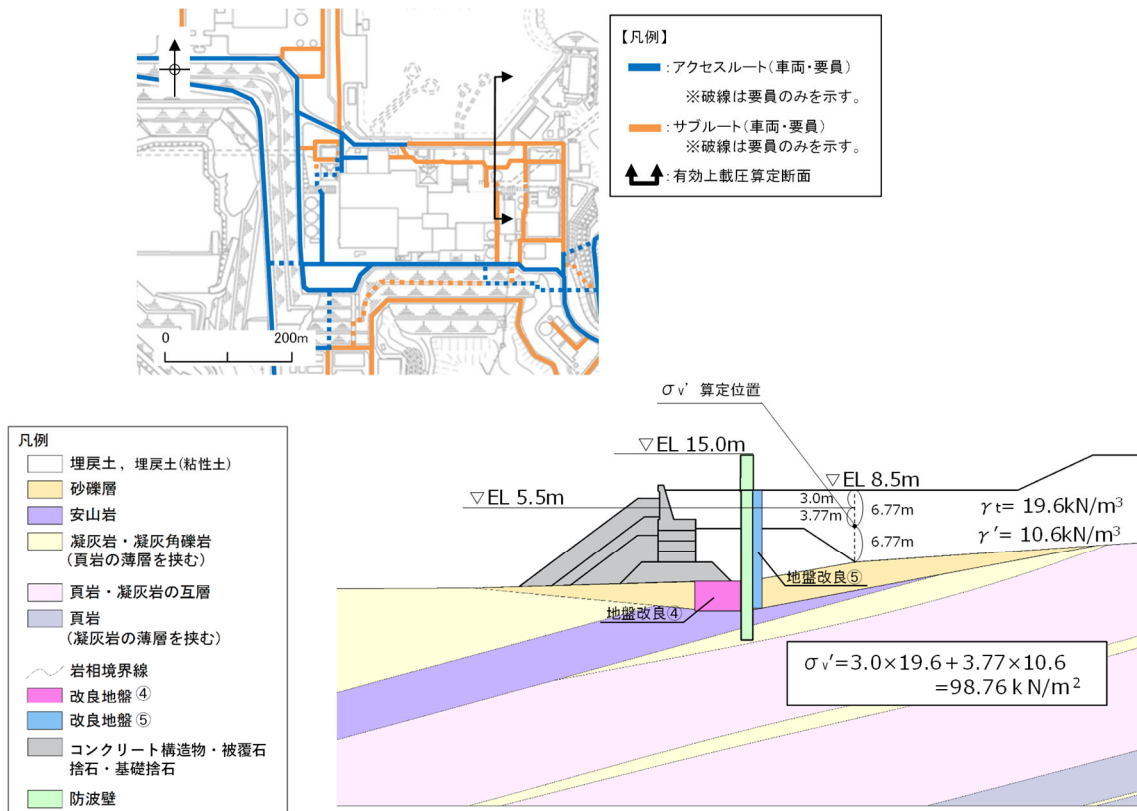 【凡例】
:アクセスルート(車両・要員)
※破線は要員のみを示す。
:サブルート(車両・要員)
※破線は要員のみを示す。
:有効上載圧算定断面
0 200m
σv' 算定位置
▽EL 15.0m
▽EL 8.5m
▽EL 5.5m
3.0m
3.77m
6.77m
6.77m
γt= 19.6kN/m³
γ'= 10.6kN/m³
地盤改良⑤
地盤改良④
σv'=3.0×19.6+3.77×10.6
=98.76kN/m²
凡例
埋戻土,埋戻土(粘性土)
砂礫層
安山岩
凝灰岩・凝灰角礫岩
(頁岩の薄層を挟む)
頁岩・凝灰岩の互層
頁岩
(凝灰岩の薄層を挟む)
岩相境界線
改良地盤④
改良地盤⑤
コンクリート構造物・被覆石
捨石・基礎捨石
防波壁